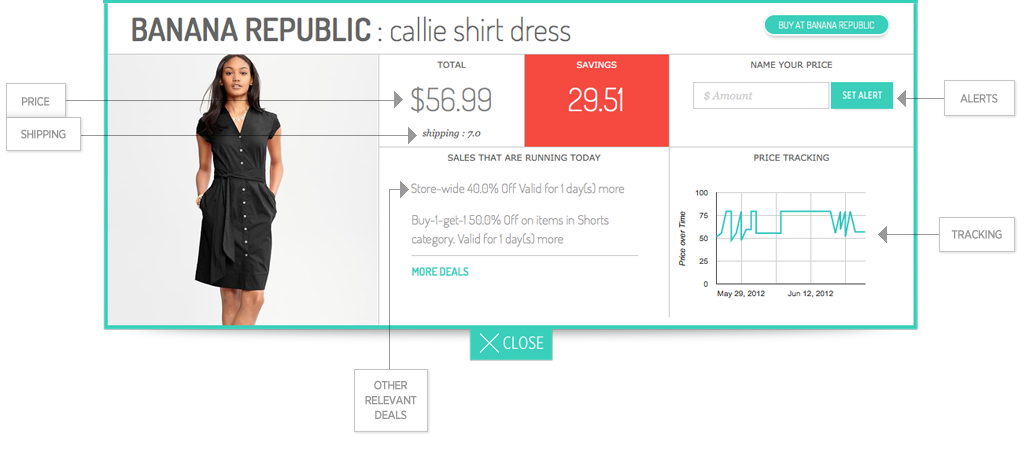 BANANA REPUBLIC : callie shirt dress
BUY AT BANANA REPUBLIC
TOTAL
SAVINGS
NAME YOUR PRICE
PRICE
$56.99
29.51
$ Amount
SET ALERT
ALERTS
SHIPPING
shipping : 7.0
SALES THAT ARE RUNNING TODAY
PRICE TRACKING
Store-wide 40.0% Off Valid for 1 day(s) more
Buy-1-get-1 50.0% Off on items in Shorts
category. Valid for 1 day(s) more
MORE DEALS
Price over Time
100
75
50
25
0
May 29, 2012
Jun 12, 2012
TRACKING
CLOSE
OTHER
RELEVANT
DEALS